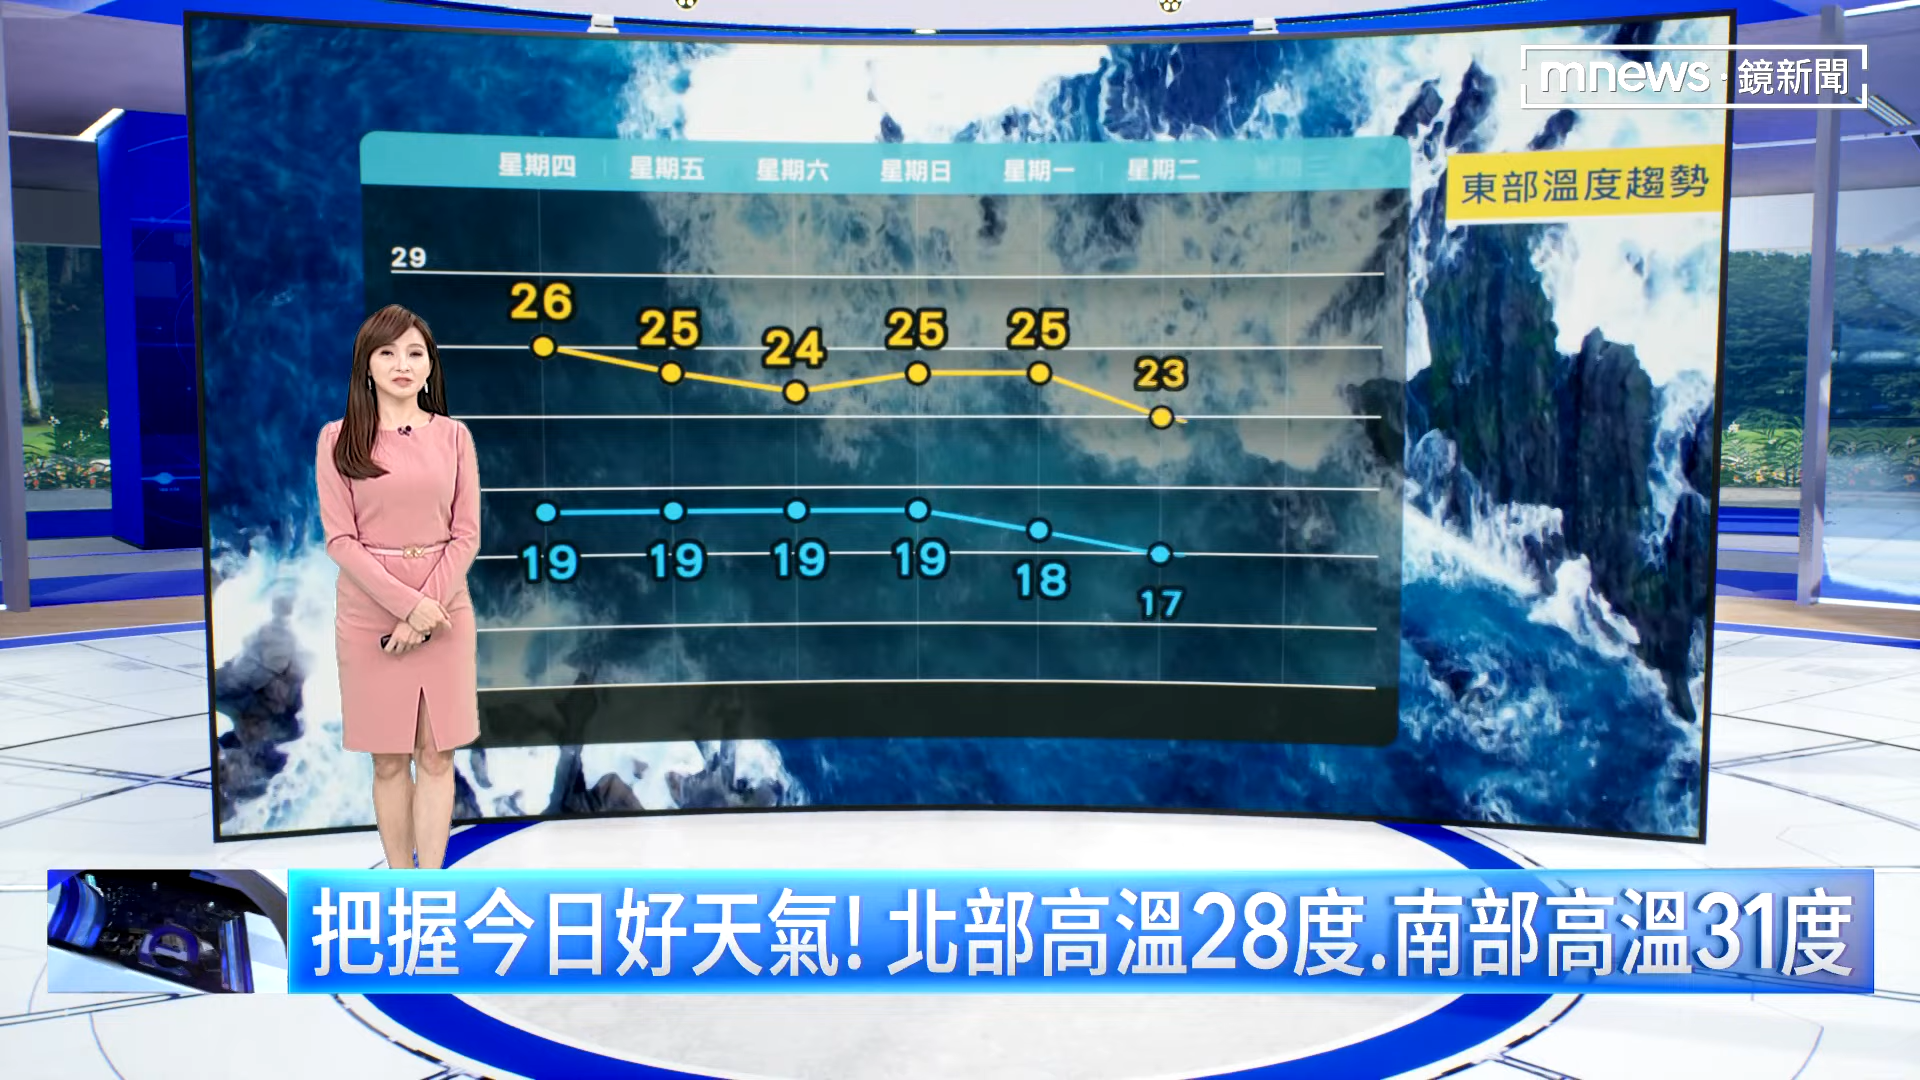 mnews·鏡新聞
東部溫度趨勢
星期四 星期五 星期六 星期日 星期一 星期二 星期三
29
26 25 24 25 25 23
19 19 19 19 18 17
把握今日好天氣! 北部高溫28度.南部高溫31度